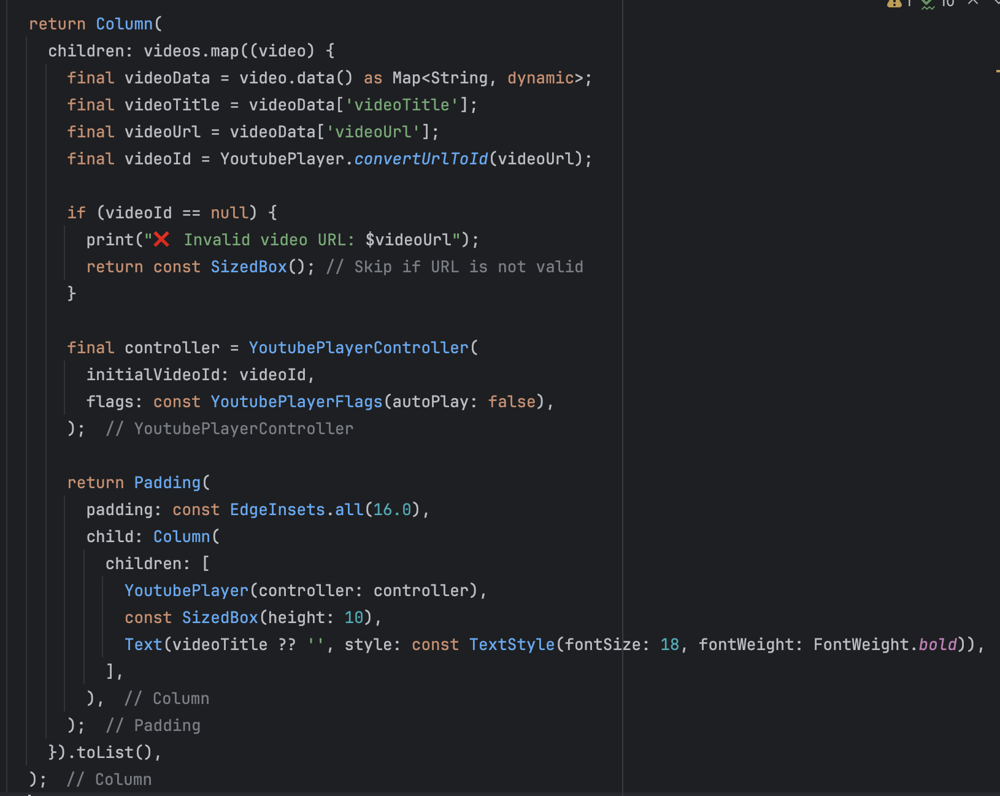 1 10
return Column(
children: videos.map((video) {
final videoData = video.data() as Map<String, dynamic>;
final videoTitle = videoData['videoTitle'];
final videoUrl = videoData['videoUrl'];
final videoId = YoutubePlayer.convertUrlToId(videoUrl);
if (videoId == null) {
print("❌ Invalid video URL: $videoUrl");
return const SizedBox(); // Skip if URL is not valid
}
final controller = YoutubePlayerController(
initialVideoId: videoId,
flags: const YoutubePlayerFlags(autoPlay: false),
); // YoutubePlayerController
return Padding(
padding: const EdgeInsets.all(16.0),
child: Column(
children: [
YoutubePlayer(controller: controller),
const SizedBox(height: 10),
Text(videoTitle ?? '', style: const TextStyle(fontSize: 18, fontWeight: FontWeight.bold)),
],
), // Column
); // Padding
}).toList(),
); // Column